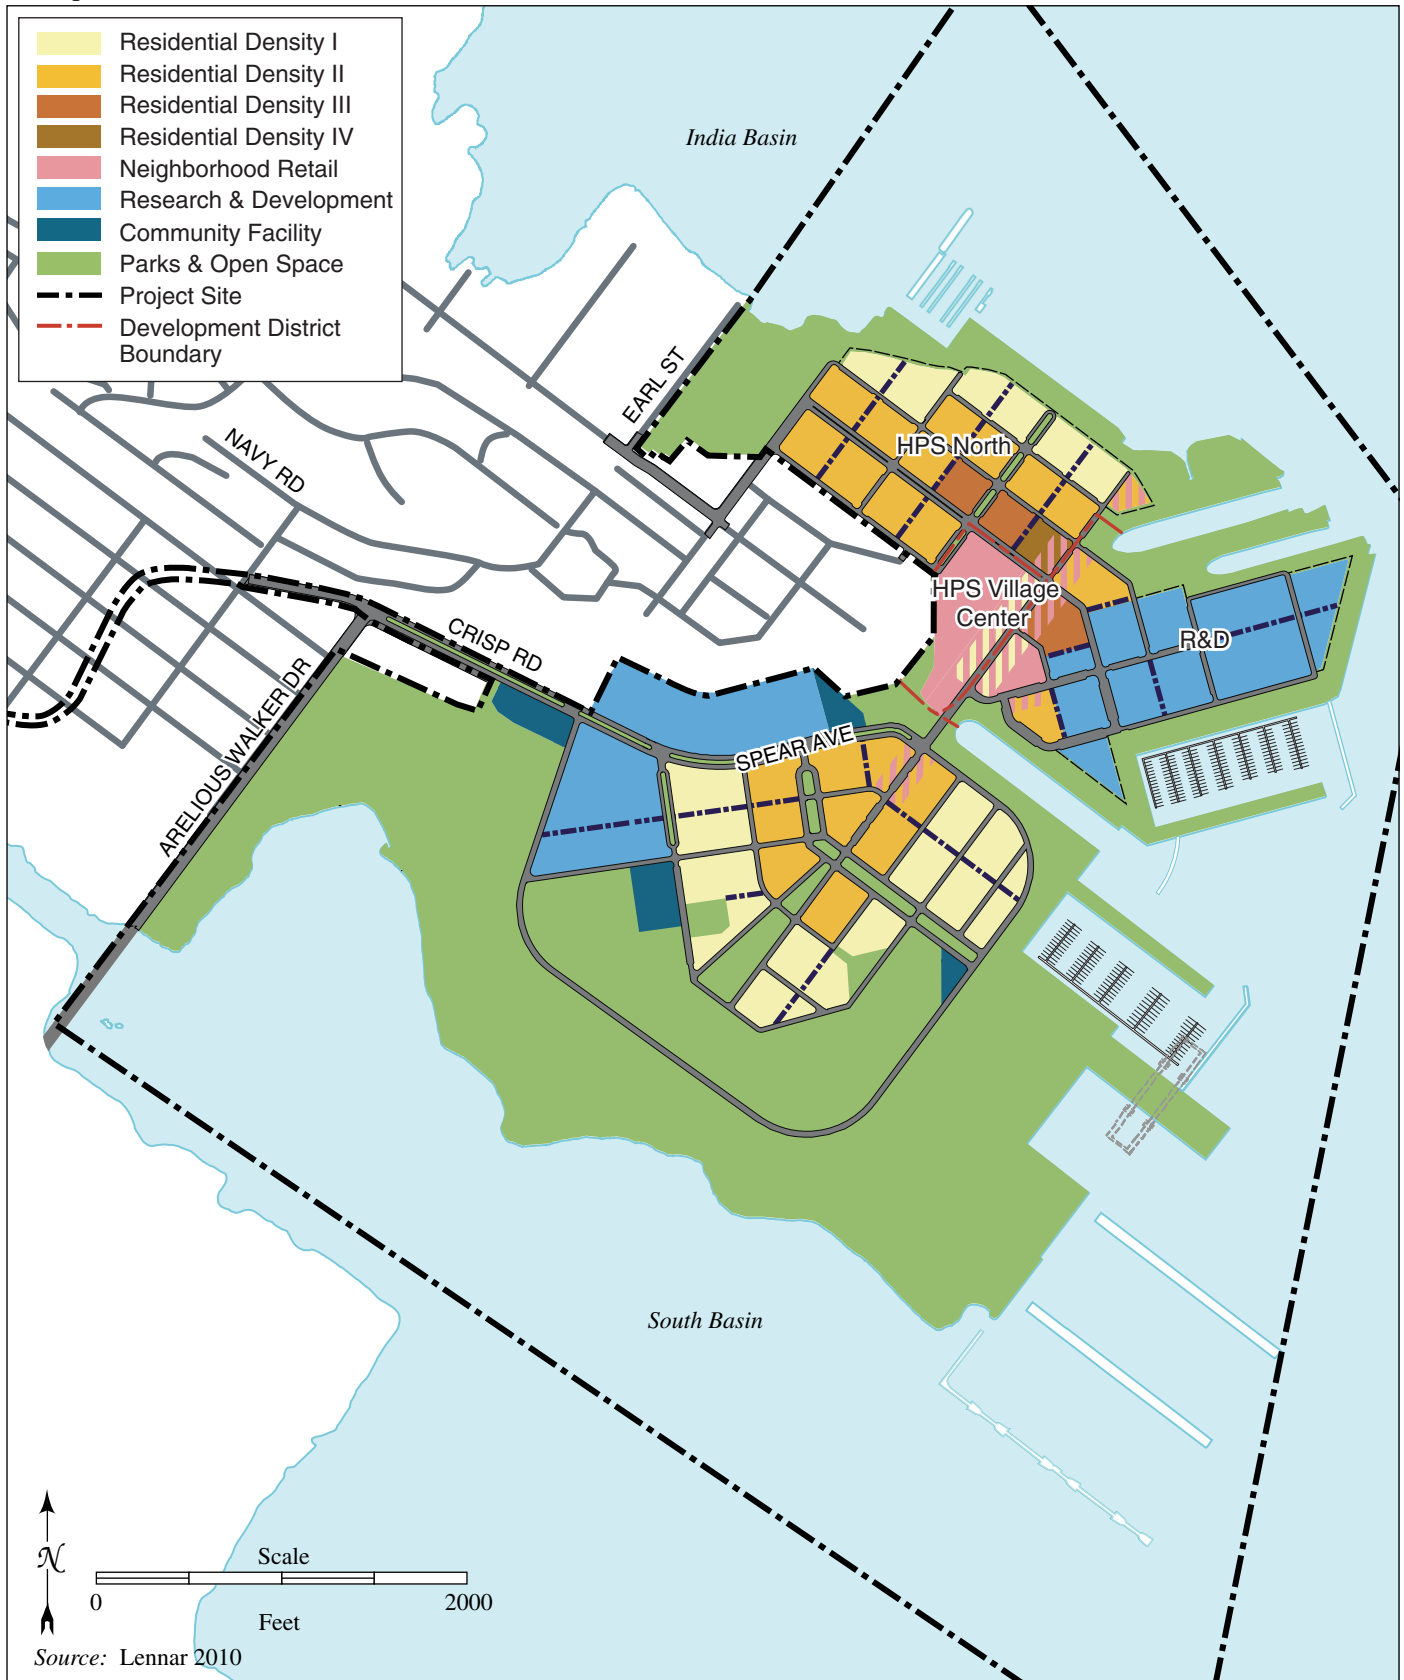 Residential Density I
Residential Density II
Residential Density III
Residential Density IV
Neighborhood Retail
Research & Development
Community Facility
Parks & Open Space
Project Site
Development District
Boundary
India Basin
EARL ST
NAVY RD
HPS North
HPS Village
Center
R&D
CRISP RD
ARELIOUS WALKER DR
SPEAR AVE
South Basin
N
Scale
0 2000
Feet
Source: Lennar 2010